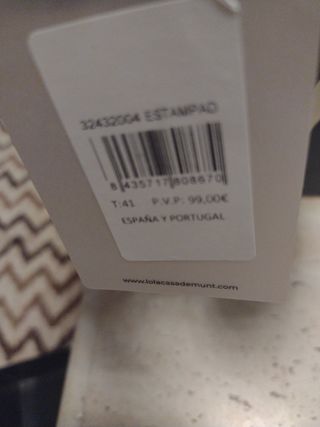 32432004 ESTAMPAD
8 435717 808670
T:41 P.V.P: 99,00€
ESPAÑA Y PORTUGAL
www.lolacasademunt.com